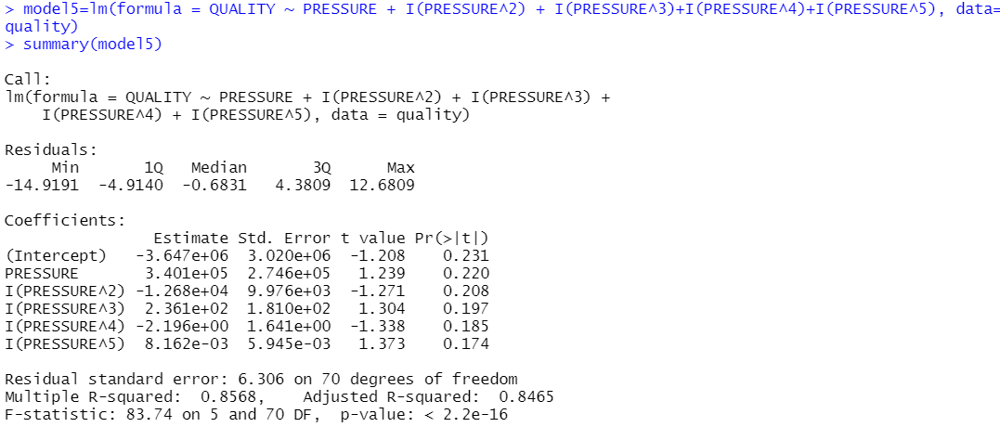 > model5=lm(formula = QUALITY ~ PRESSURE + I(PRESSURE^2) + I(PRESSURE^3)+I(PRESSURE^4)+I(PRESSURE^5), data=
quality)
> summary(model5)
Call:
lm(formula = QUALITY ~ PRESSURE + I(PRESSURE^2) + I(PRESSURE^3) +
    I(PRESSURE^4) + I(PRESSURE^5), data = quality)
Residuals:
     Min       1Q   Median       3Q      Max
-14.9191  -4.9140  -0.6831   4.3809  12.6809
Coefficients:
                Estimate Std. Error t value Pr(>|t|)
(Intercept)   -3.647e+06  3.020e+06  -1.208    0.231
PRESSURE       3.401e+05  2.746e+05   1.239    0.220
I(PRESSURE^2) -1.268e+04  9.976e+03  -1.271    0.208
I(PRESSURE^3)  2.361e+02  1.810e+02   1.304    0.197
I(PRESSURE^4) -2.196e+00  1.641e+00  -1.338    0.185
I(PRESSURE^5)  8.162e-03  5.945e-03   1.373    0.174
Residual standard error: 6.306 on 70 degrees of freedom
Multiple R-squared:  0.8568,    Adjusted R-squared:  0.8465
F-statistic: 83.74 on 5 and 70 DF,  p-value: < 2.2e-16